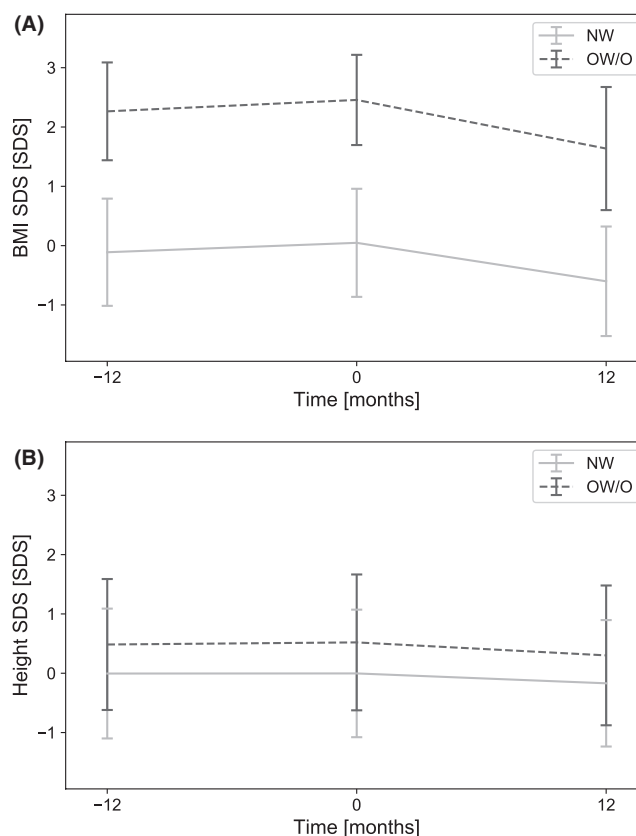 (A)
NW
OW/O
3
2
1
0
−1
BMI SDS [SDS]
−12
0
12
Time [months]
(B)
NW
OW/O
3
2
1
0
−1
Height SDS [SDS]
−12
0
12
Time [months]